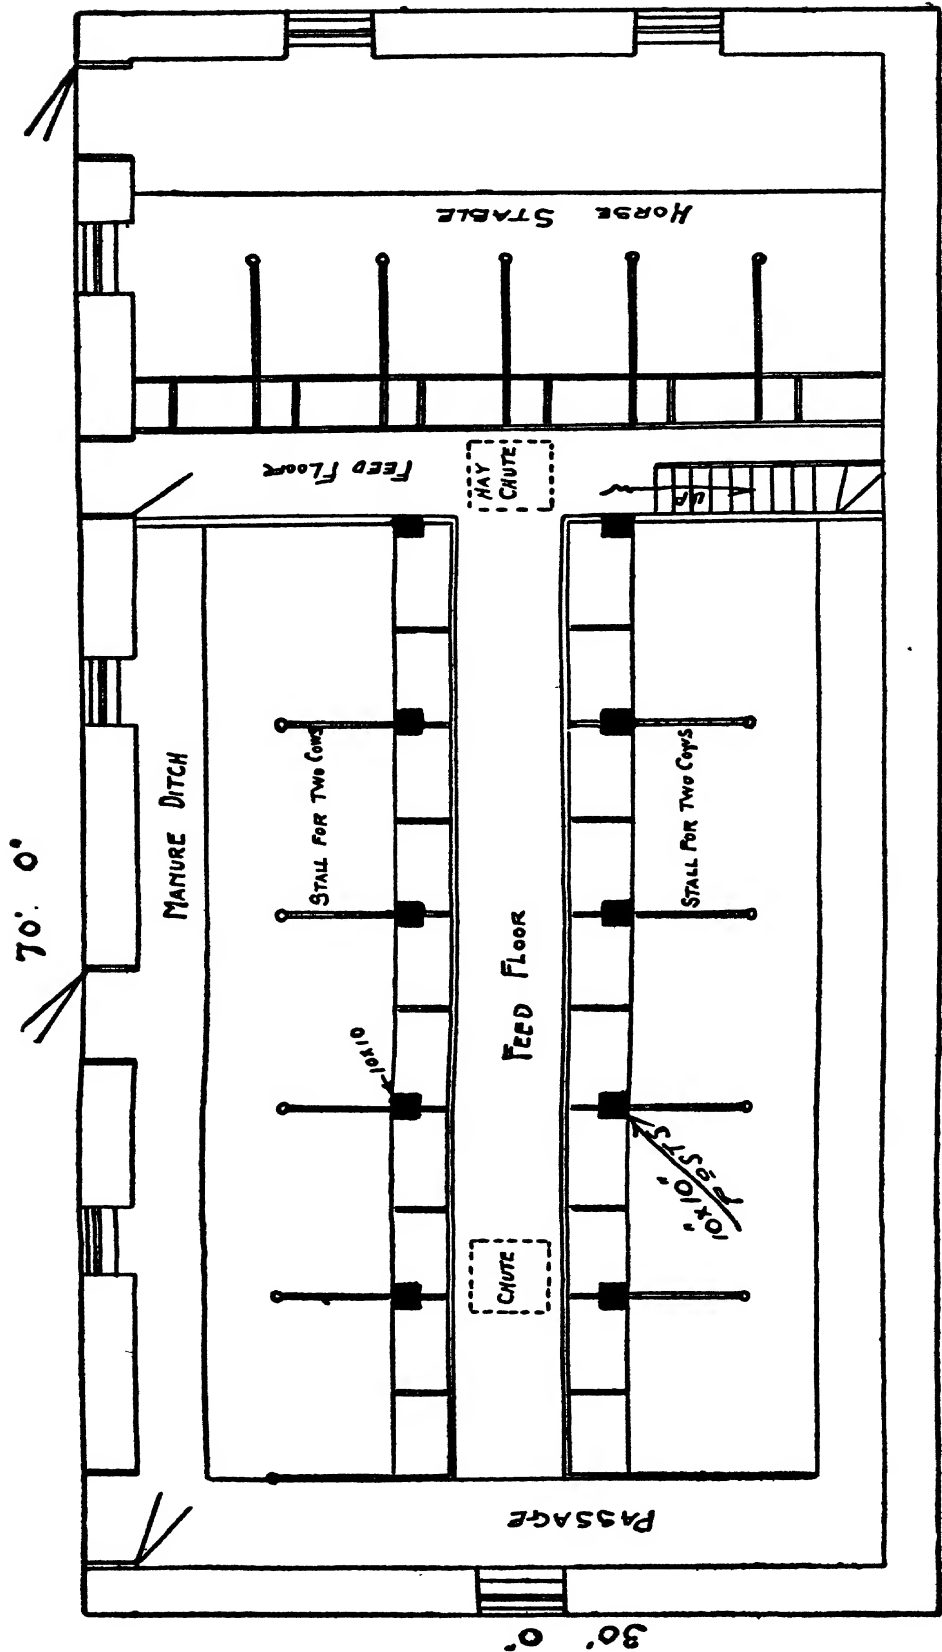 HORSE STABLE
FEED FLOOR
HAY
CHUTE
UP
MANURE DITCH
STALL FOR TWO COWS
STALL FOR TWO COWS
70'. 0"
FEED FLOOR
10X10
10"X10"
POSTS
CHUTE
PASSAGE
30' 0"